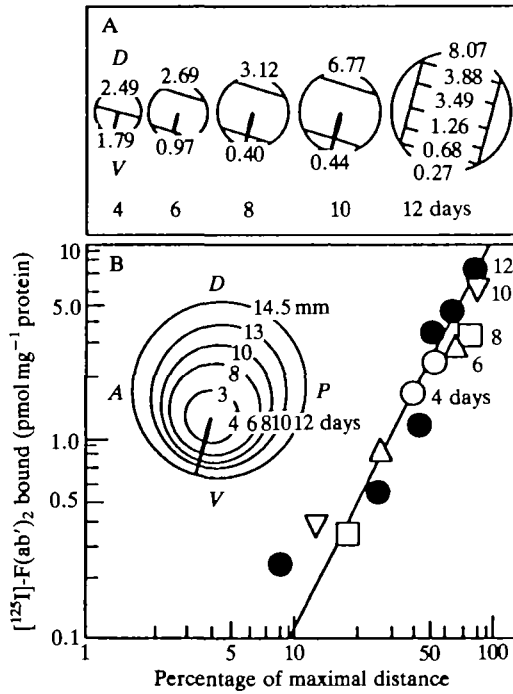 A
D
2.49 2.69 3.12 6.77 8.07
3.88
3.49
1.26
0.68
0.27
1.79 0.97 0.40 0.44
V
4 6 8 10 12 days
B
10
5.0
1.0
0.5
0.1
[¹²⁵I]-F(ab′)₂ bound (pmol mg⁻¹ protein)
D
14.5 mm
13
10
8
3
A
P
4 6 8 10 12 days
V
12
10
8
6
4 days
1 5 10 50 100
Percentage of maximal distance